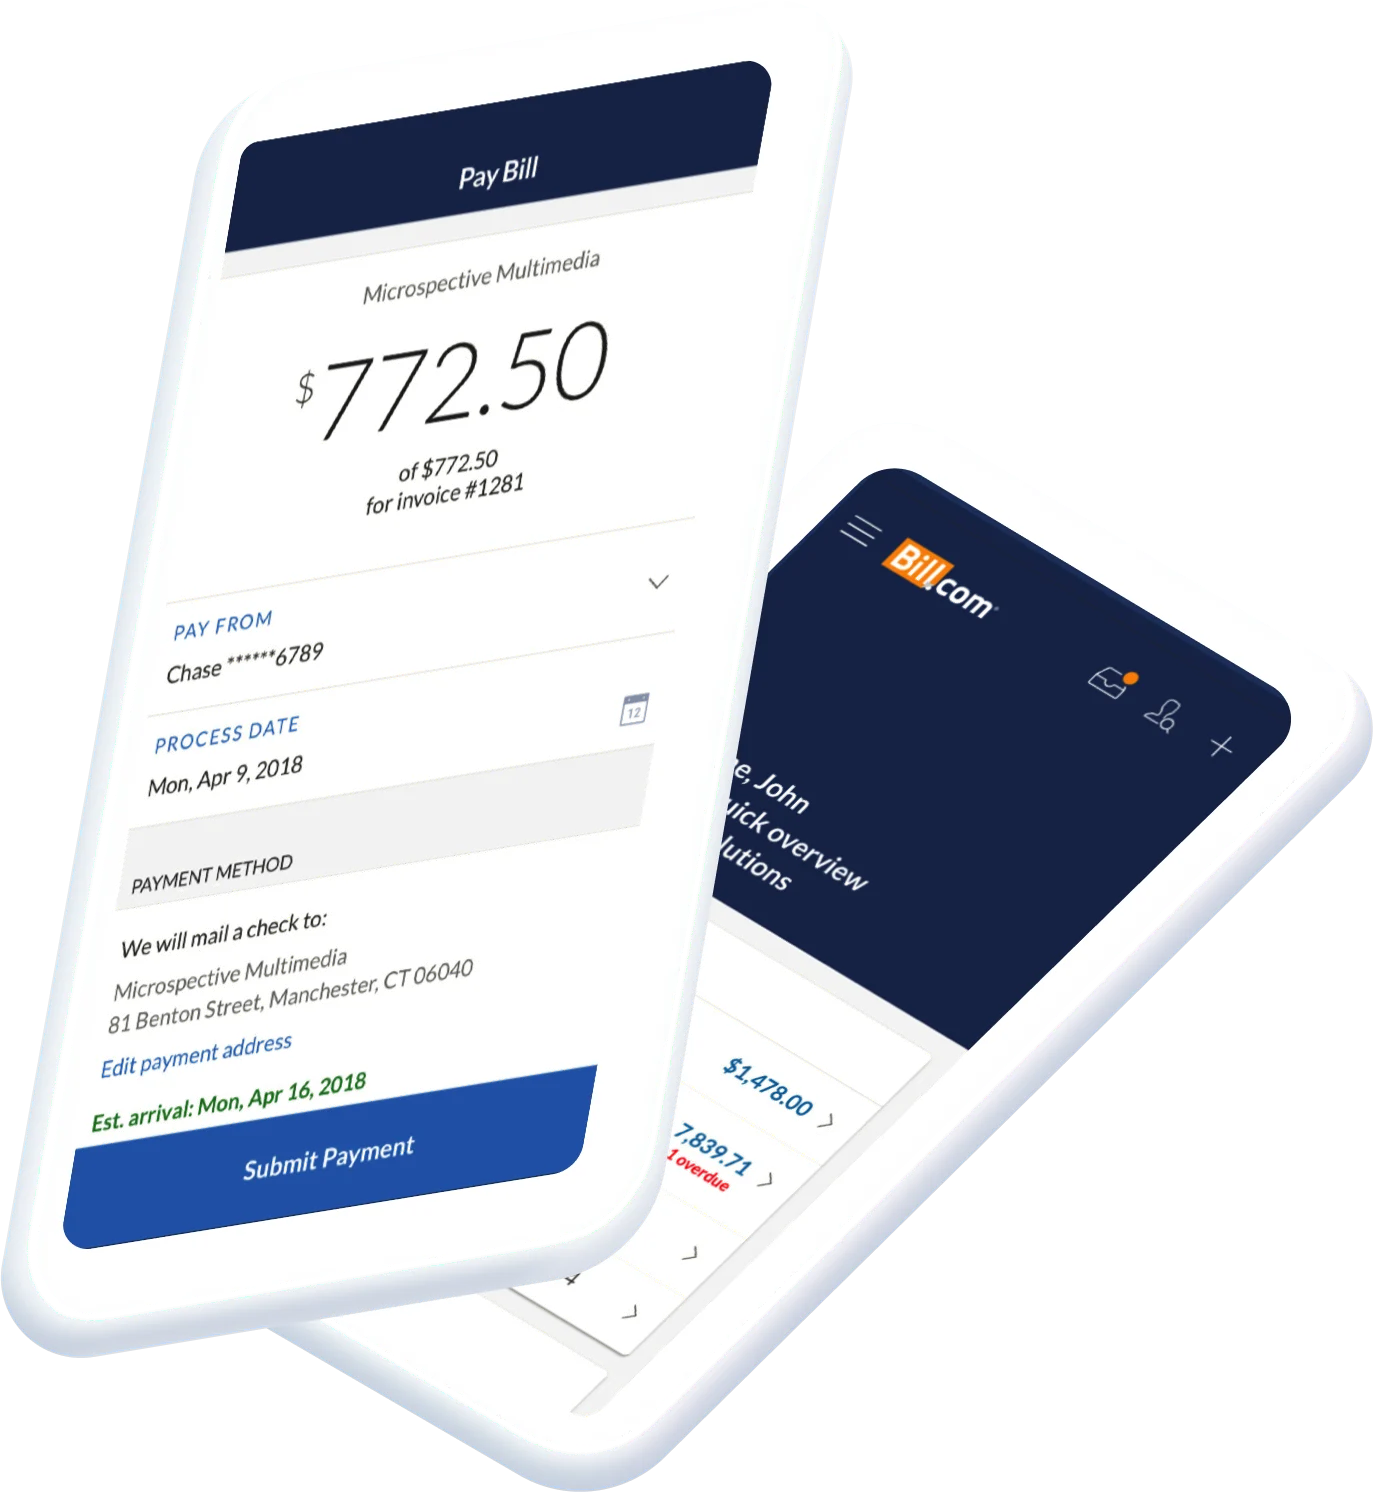 Pay Bill
Microspective Multimedia
$772.50
of $772.50
for invoice #1281
PAY FROM
Chase ******6789
PROCESS DATE
Mon, Apr 9, 2018
12
PAYMENT METHOD
We will mail a check to:
Microspective Multimedia
81 Benton Street, Manchester, CT 06040
Edit payment address
Est. arrival: Mon, Apr 16, 2018
Submit Payment
Bill.com
John
overview
$1,478.00
7,839.71
1 overdue